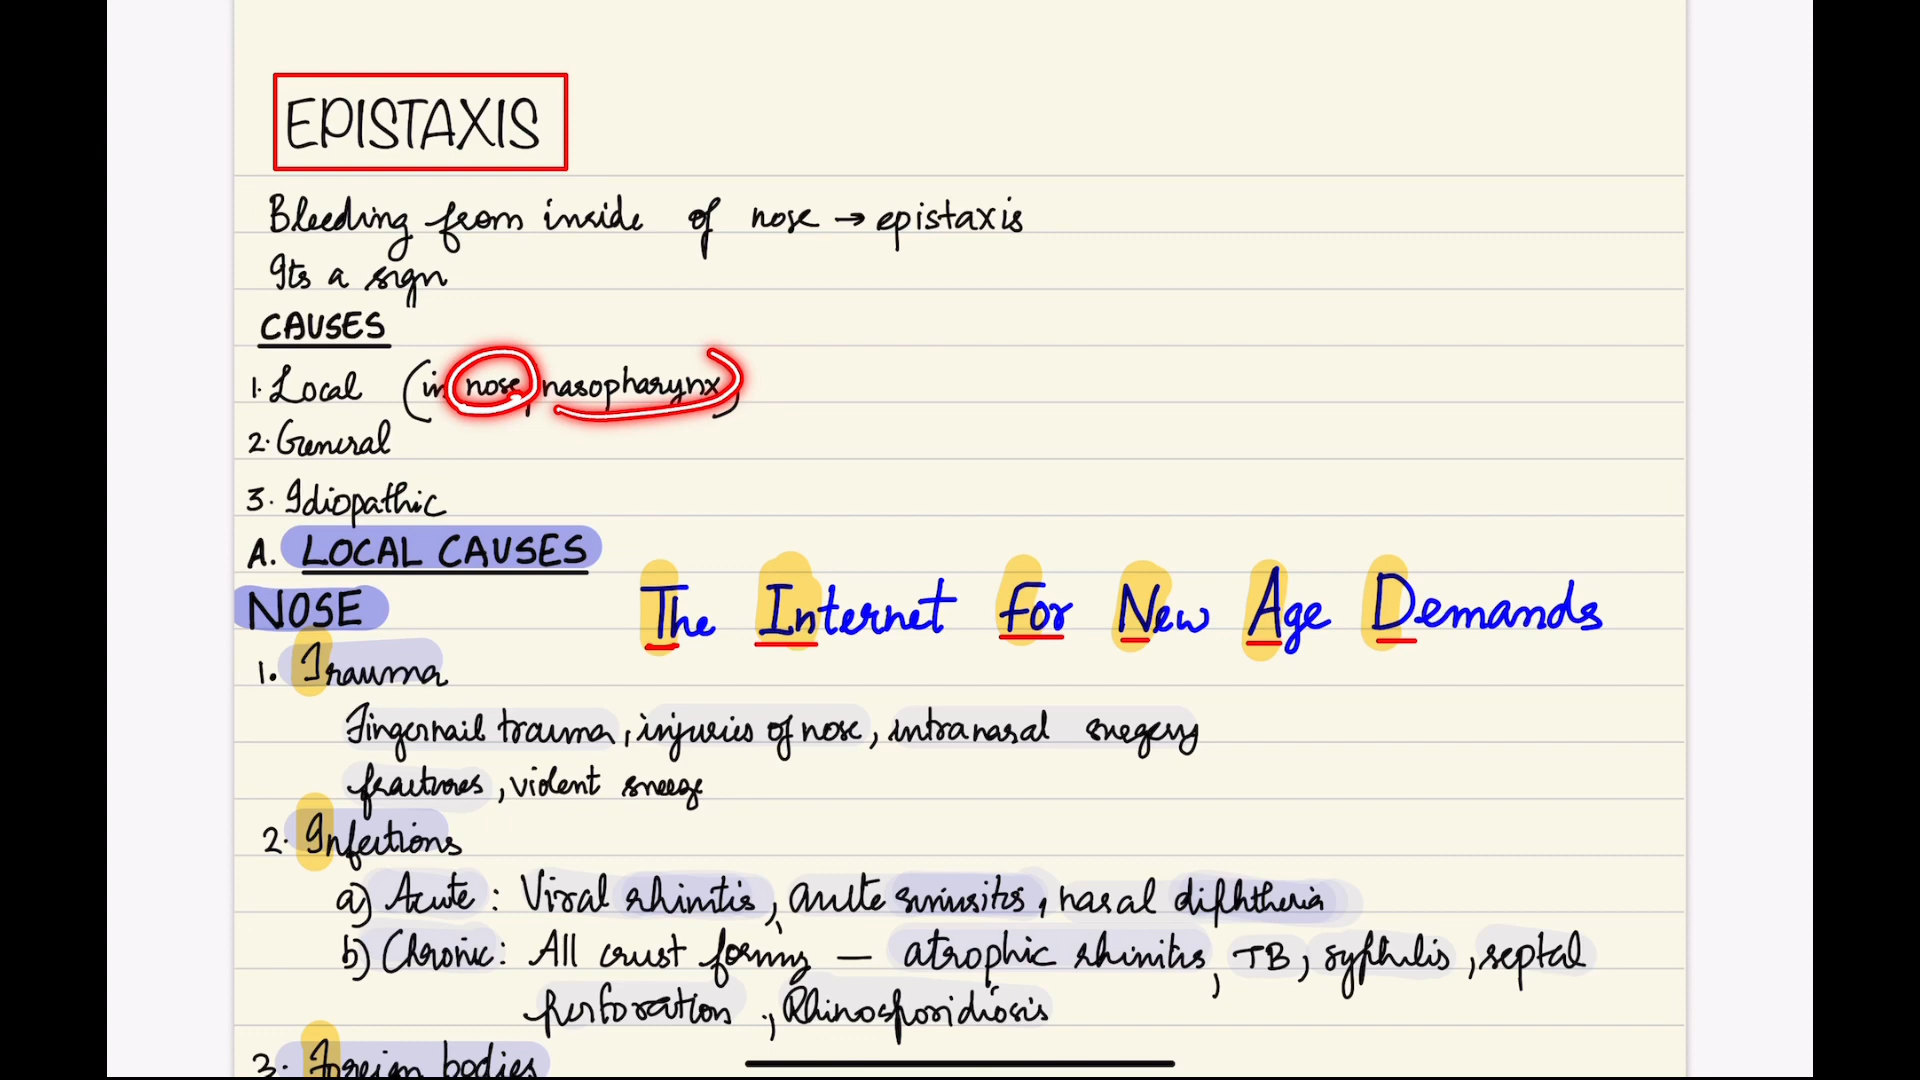 EPISTAXIS
Bleeding from inside of nose → epistaxis
Its a sign
CAUSES
1. Local (in nose, nasopharynx)
2. General
3. Idiopathic
A. LOCAL CAUSES
NOSE
The Internet For New Age Demands
1. Trauma
Fingernail trauma, injuries of nose, intranasal surgery
fractures, violent sneeze
2. Infections
a) Acute: Viral rhinitis, acute sinusitis, nasal diphtheria
b) Chronic: All crust forming — atrophic rhinitis, TB, syphilis, septal
perforation, Rhinosporidiosis
3. Foreign bodies